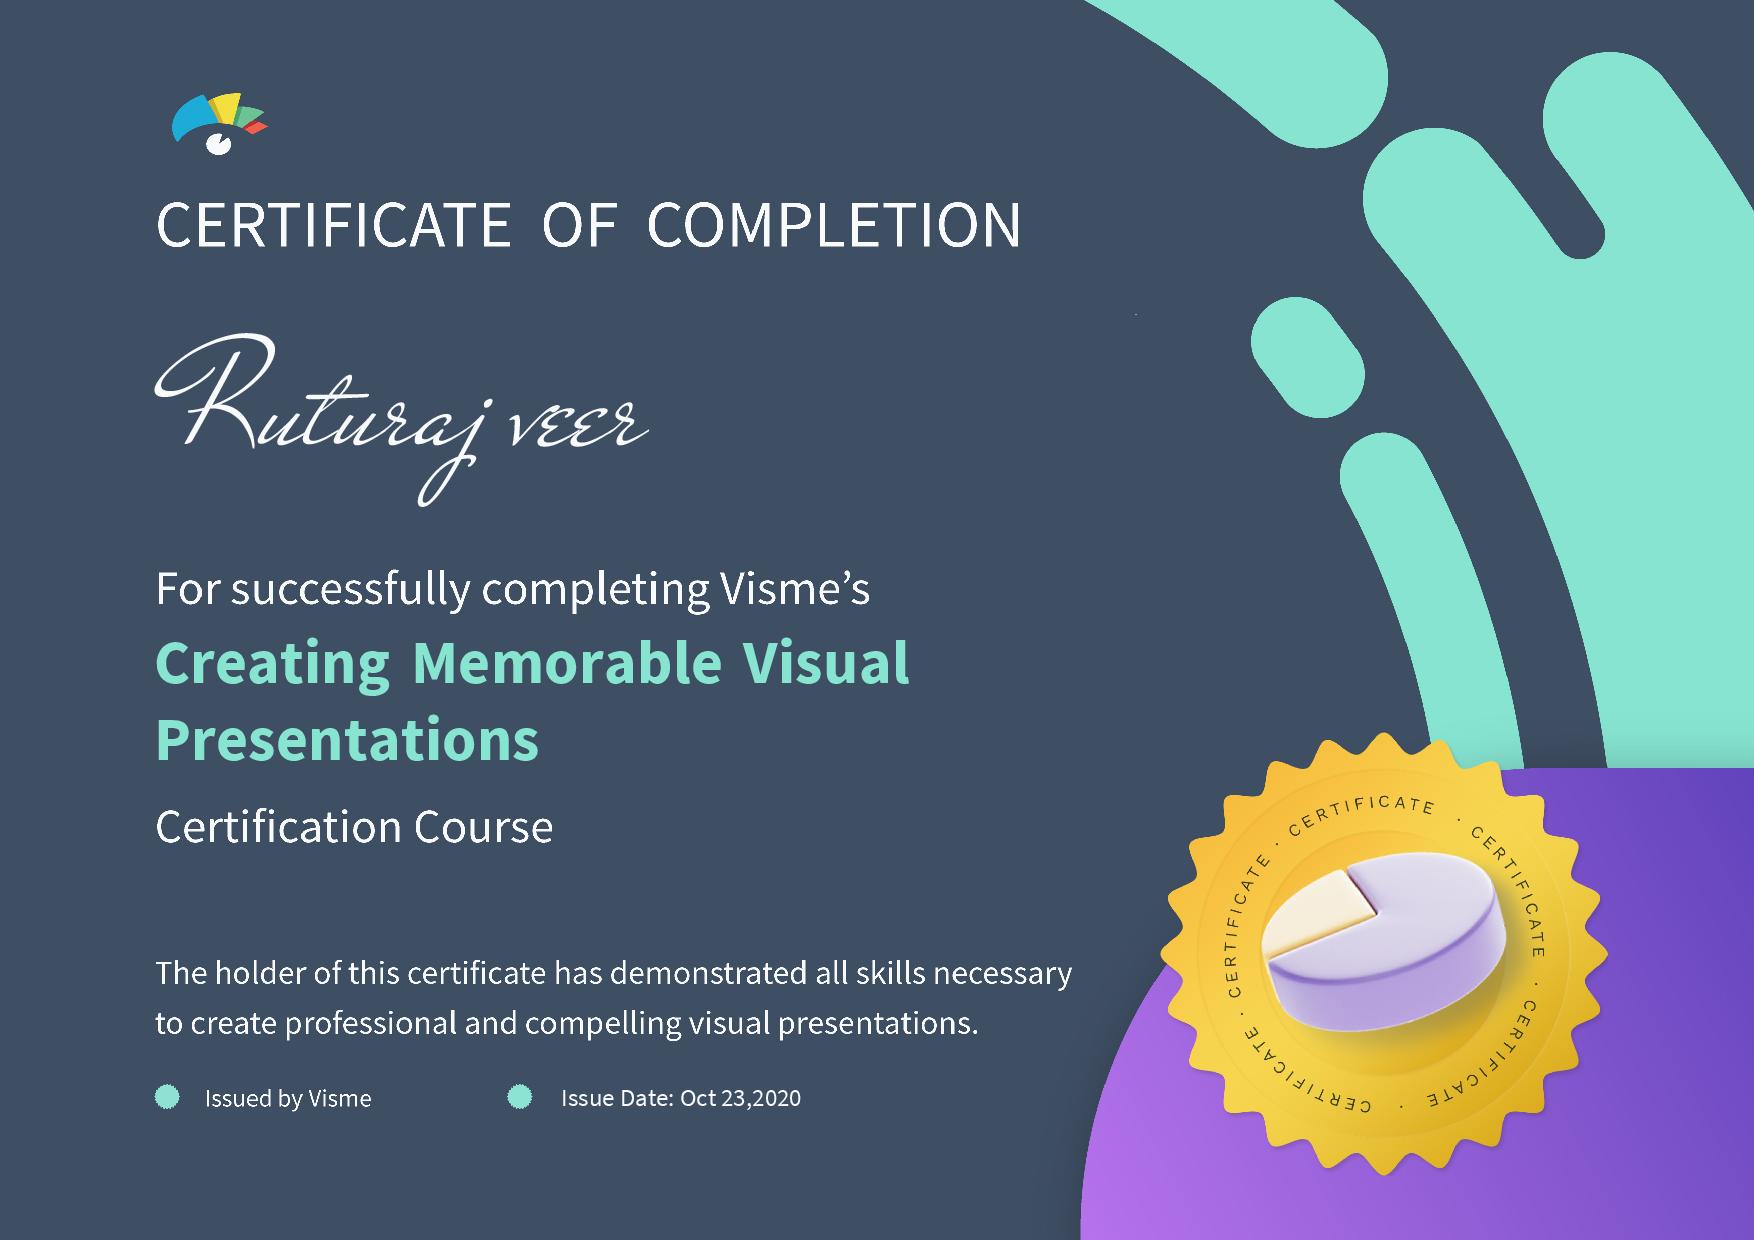 CERTIFICATE OF COMPLETION
Ruturaj veer
For successfully completing Visme’s
Creating Memorable Visual
Presentations
Certification Course
The holder of this certificate has demonstrated all skills necessary
to create professional and compelling visual presentations.
Issued by Visme
Issue Date: Oct 23,2020
· CERTIFICATE · CERTIFICATE · CERTIFICATE · CERTIFICATE · CERTIFICATE